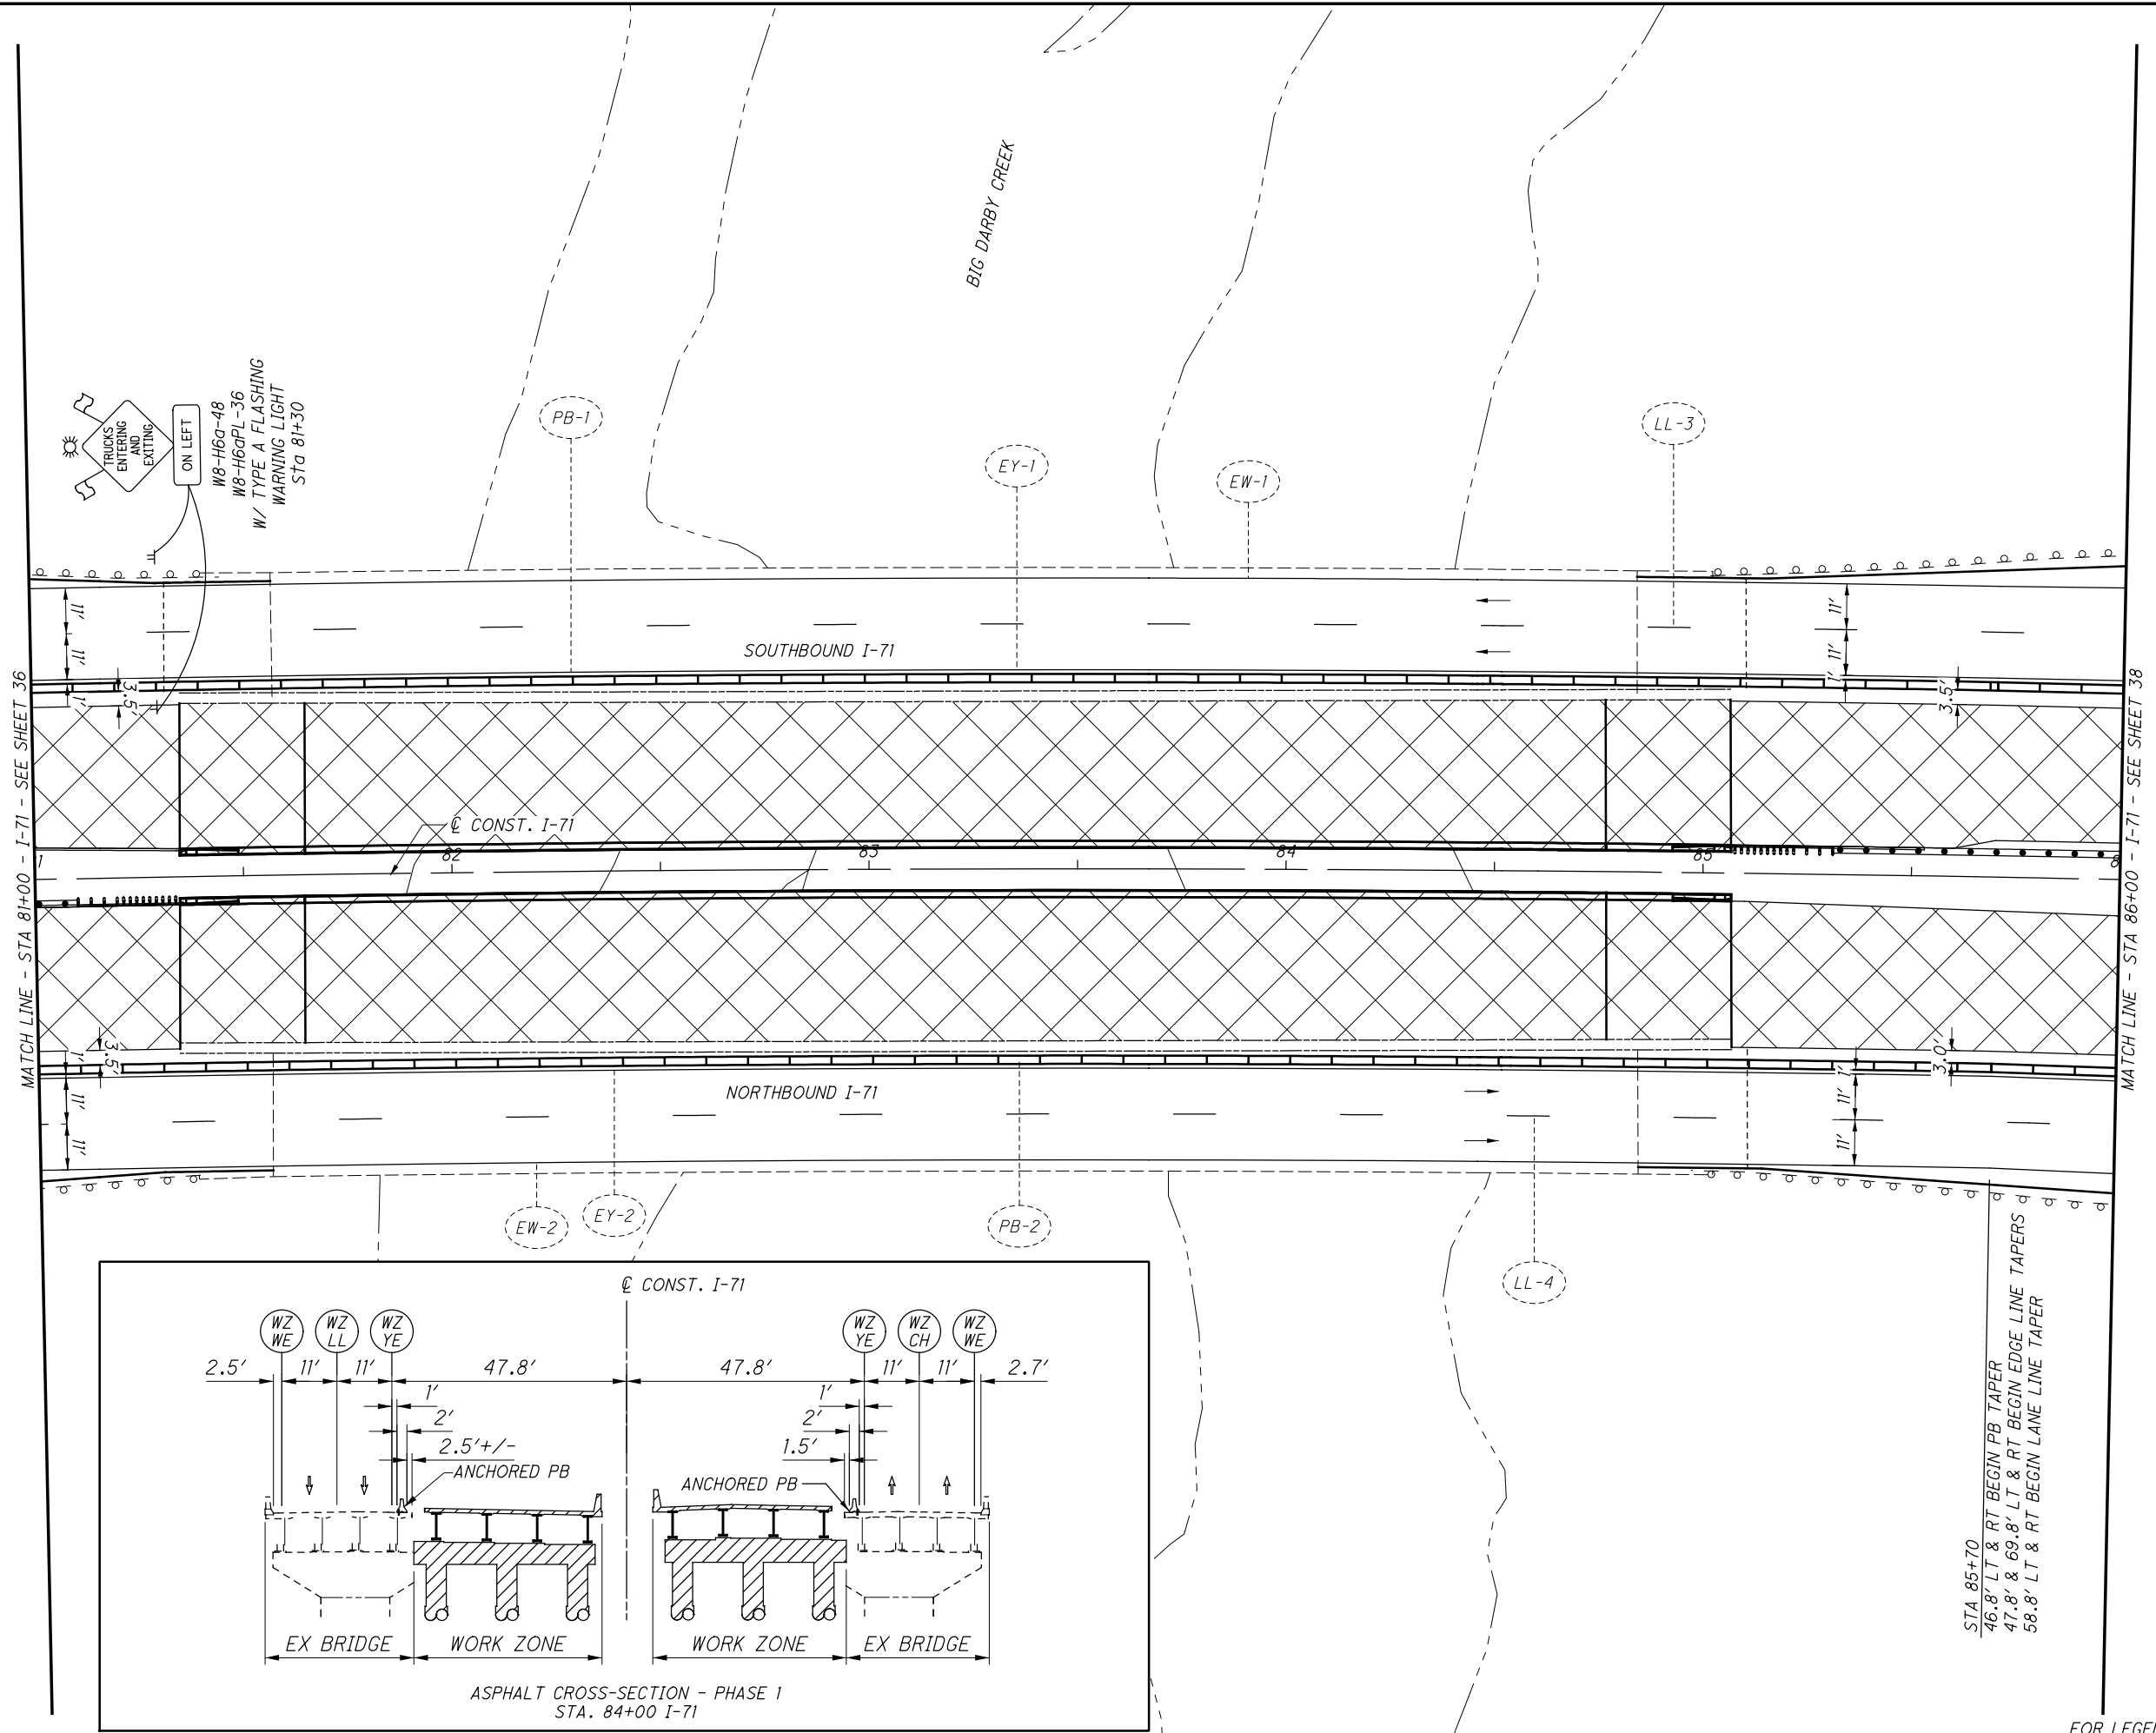 BIG DARBY CREEK
TRUCKS
ENTERING
AND
EXITING
ON LEFT
W8-H6a-48
W8-H6aPL-36
W/ TYPE A FLASHING
WARNING LIGHT
Sta 81+30
PB-1
EY-1
EW-1
LL-3
11'
11'
1'
3.5'
SOUTHBOUND I-71
11'
11'
1'
3.5'
MATCH LINE - STA 81+00 - I-71 - SEE SHEET 36
MATCH LINE - STA 86+00 - I-71 - SEE SHEET 38
℄ CONST. I-71
1
82
83
84
85
8
1'
3.5'
11'
11'
NORTHBOUND I-71
1'
3.0'
11'
11'
EW-2
EY-2
PB-2
LL-4
STA 85+70
46.8' LT & RT BEGIN PB TAPER
47.8' & 69.8' LT & RT BEGIN EDGE LINE TAPERS
58.8' LT & RT BEGIN LANE LINE TAPER
℄ CONST. I-71
WZ WE
WZ LL
WZ YE
WZ YE
WZ CH
WZ WE
2.5' 11' 11' 47.8' 47.8' 11' 11' 2.7'
1' 1'
2' 2'
2.5'+/- 1.5'
ANCHORED PB
ANCHORED PB
EX BRIDGE WORK ZONE WORK ZONE EX BRIDGE
ASPHALT CROSS-SECTION - PHASE 1
STA. 84+00 I-71
FOR LEGE